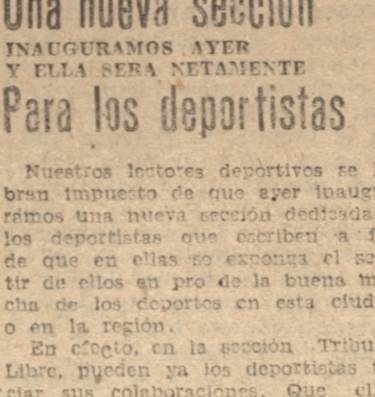 Una nueva sección
INAUGURAMOS AYER
Y ELLA SERA NETAMENTE
Para los deportistas
Nuestros lectores deportivos se
bran impuesto de que ayer inaugu
ramos una nueva sección dedicada
los deportistas que escriben a f
de que en ellas se exponga el se
tir de ellos en pro de la buena m
cha de los deportes en esta ciud
o en la región.
En efecto, en la sección Tribu
Libre, pueden ya los deportistas
ciar sus colaboraciones. Que el